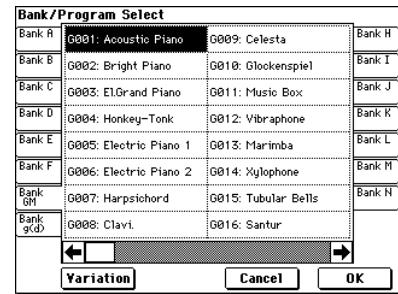 Bank/Program Select
Bank A
Bank B
Bank C
Bank D
Bank E
Bank F
Bank GM
Bank g(d)
G001: Acoustic Piano
G002: Bright Piano
G003: El.Grand Piano
G004: Honkey-Tonk
G005: Electric Piano 1
G006: Electric Piano 2
G007: Harpsichord
G008: Clavi.
G009: Celesta
G010: Glockenspiel
G011: Music Box
G012: Vibraphone
G013: Marimba
G014: Xylophone
G015: Tubular Bells
G016: Santur
Bank H
Bank I
Bank J
Bank K
Bank L
Bank M
Bank N
Variation
Cancel
OK